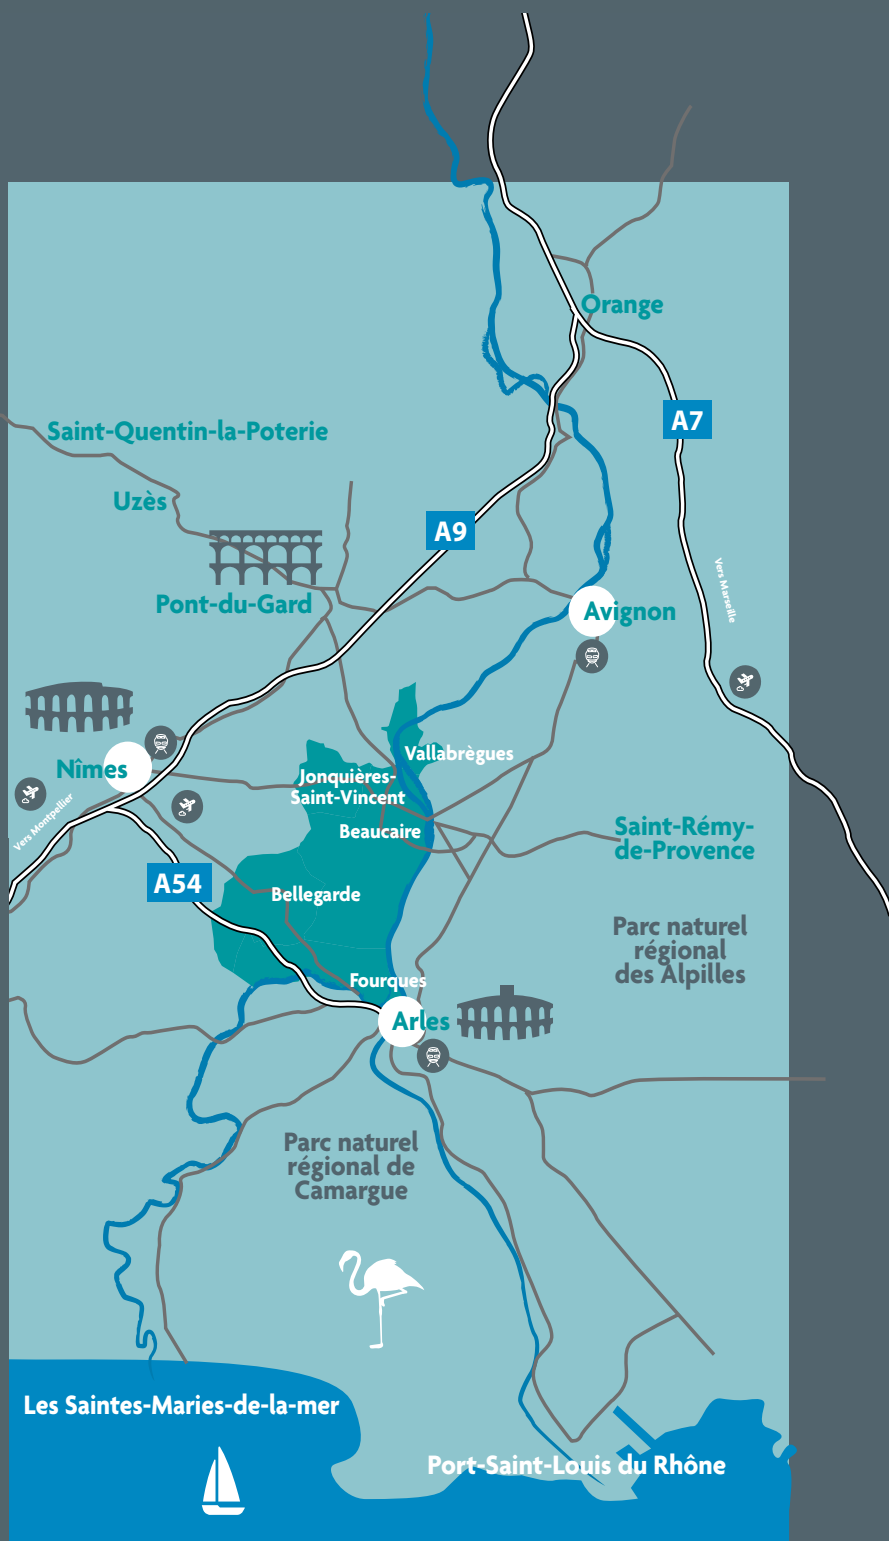 Orange
A7
Saint-Quentin-la-Poterie
Uzès
A9
Pont-du-Gard
Vers Marseille
Avignon
Vallabrègues
Nîmes
Jonquières-
Saint-Vincent
Vers Montpellier
Beaucaire
Saint-Rémy-
de-Provence
A54
Bellegarde
Parc naturel
régional
des Alpilles
Fourques
Arles
Parc naturel
régional de
Camargue
Les Saintes-Maries-de-la-mer
Port-Saint-Louis du Rhône